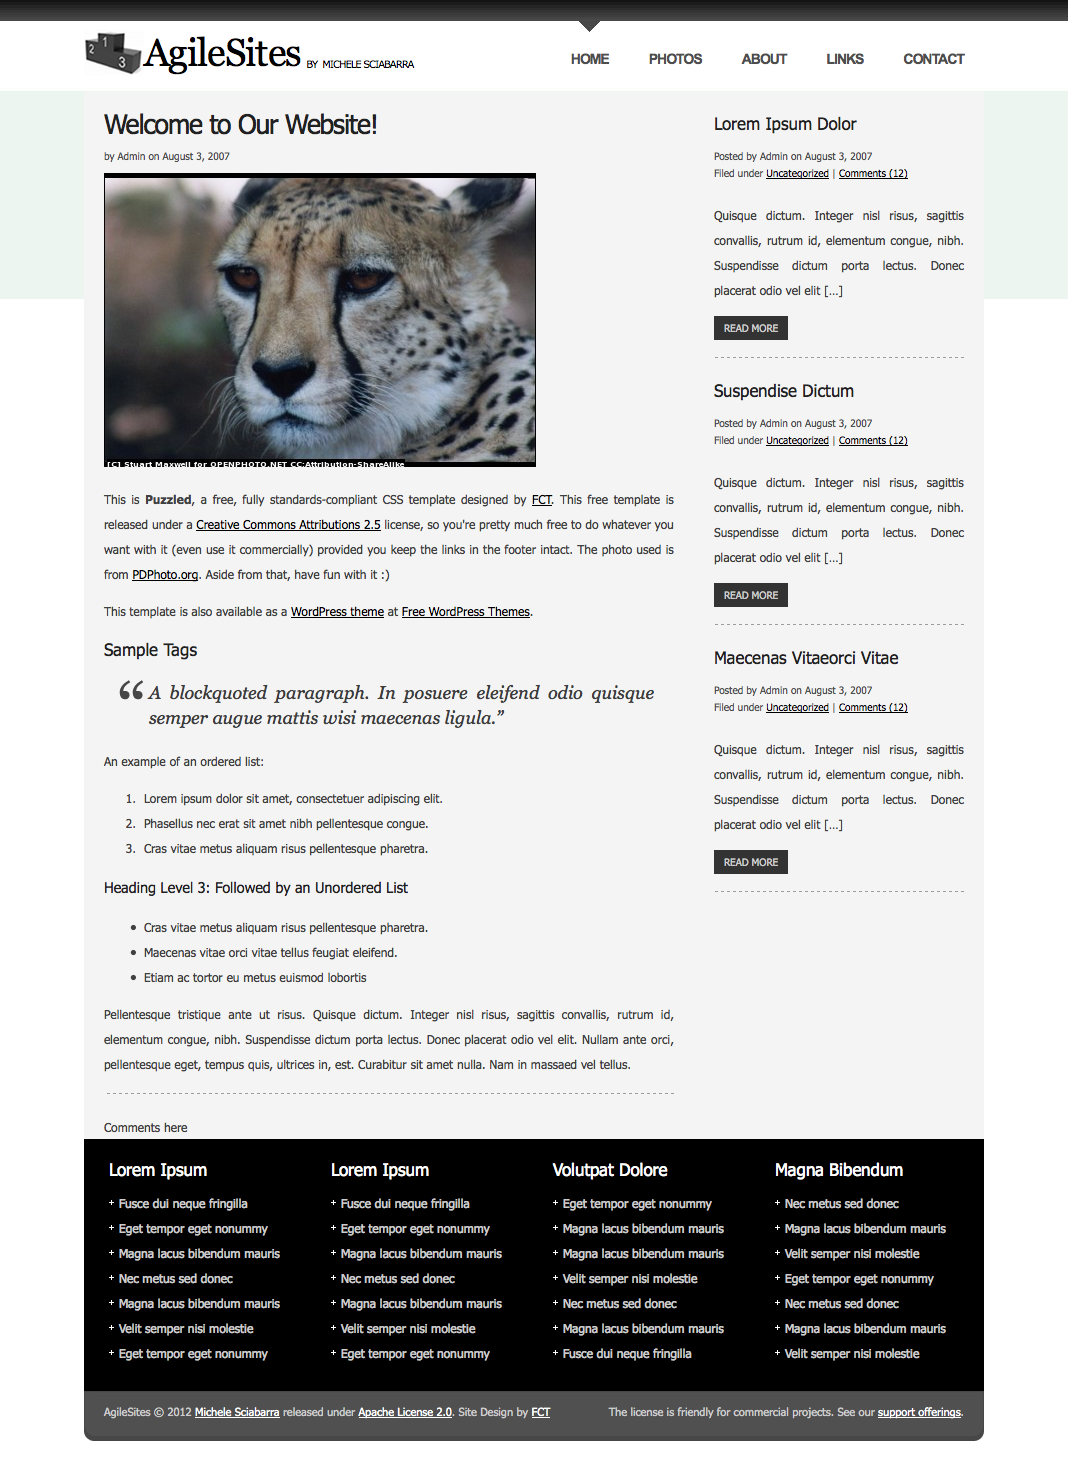 2 1 3
AgileSites BY MICHELE SCIABARRA
HOME PHOTOS ABOUT LINKS CONTACT
Welcome to Our Website!
by Admin on August 3, 2007
[C] Stuart Maxwell for OPENPHOTO.NET CC:Attribution-ShareAlike
This is Puzzled, a free, fully standards-compliant CSS template designed by FCT. This free template is
released under a Creative Commons Attributions 2.5 license, so you're pretty much free to do whatever you
want with it (even use it commercially) provided you keep the links in the footer intact. The photo used is
from PDPhoto.org. Aside from that, have fun with it :)
This template is also available as a WordPress theme at Free WordPress Themes.
Sample Tags
“ A blockquoted paragraph. In posuere eleifend odio quisque
semper augue mattis wisi maecenas ligula.”
An example of an ordered list:
1. Lorem ipsum dolor sit amet, consectetuer adipiscing elit.
2. Phasellus nec erat sit amet nibh pellentesque congue.
3. Cras vitae metus aliquam risus pellentesque pharetra.
Heading Level 3: Followed by an Unordered List
• Cras vitae metus aliquam risus pellentesque pharetra.
• Maecenas vitae orci vitae tellus feugiat eleifend.
• Etiam ac tortor eu metus euismod lobortis
Pellentesque tristique ante ut risus. Quisque dictum. Integer nisl risus, sagittis convallis, rutrum id,
elementum congue, nibh. Suspendisse dictum porta lectus. Donec placerat odio vel elit. Nullam ante orci,
pellentesque eget, tempus quis, ultrices in, est. Curabitur sit amet nulla. Nam in massaed vel tellus.
Comments here
Lorem Ipsum Dolor
Posted by Admin on August 3, 2007
Filed under Uncategorized | Comments (12)
Quisque dictum. Integer nisl risus, sagittis
convallis, rutrum id, elementum congue, nibh.
Suspendisse dictum porta lectus. Donec
placerat odio vel elit [...]
READ MORE
Suspendise Dictum
Posted by Admin on August 3, 2007
Filed under Uncategorized | Comments (12)
Quisque dictum. Integer nisl risus, sagittis
convallis, rutrum id, elementum congue, nibh.
Suspendisse dictum porta lectus. Donec
placerat odio vel elit [...]
READ MORE
Maecenas Vitaeorci Vitae
Posted by Admin on August 3, 2007
Filed under Uncategorized | Comments (12)
Quisque dictum. Integer nisl risus, sagittis
convallis, rutrum id, elementum congue, nibh.
Suspendisse dictum porta lectus. Donec
placerat odio vel elit [...]
READ MORE
Lorem Ipsum
Fusce dui neque fringilla
Eget tempor eget nonummy
Magna lacus bibendum mauris
Nec metus sed donec
Magna lacus bibendum mauris
Velit semper nisi molestie
Eget tempor eget nonummy
Lorem Ipsum
Fusce dui neque fringilla
Eget tempor eget nonummy
Magna lacus bibendum mauris
Nec metus sed donec
Magna lacus bibendum mauris
Velit semper nisi molestie
Eget tempor eget nonummy
Volutpat Dolore
Eget tempor eget nonummy
Magna lacus bibendum mauris
Magna lacus bibendum mauris
Velit semper nisi molestie
Nec metus sed donec
Magna lacus bibendum mauris
Fusce dui neque fringilla
Magna Bibendum
Nec metus sed donec
Magna lacus bibendum mauris
Velit semper nisi molestie
Eget tempor eget nonummy
Nec metus sed donec
Magna lacus bibendum mauris
Velit semper nisi molestie
AgileSites © 2012 Michele Sciabarra released under Apache License 2.0. Site Design by FCT
The license is friendly for commercial projects. See our support offerings.